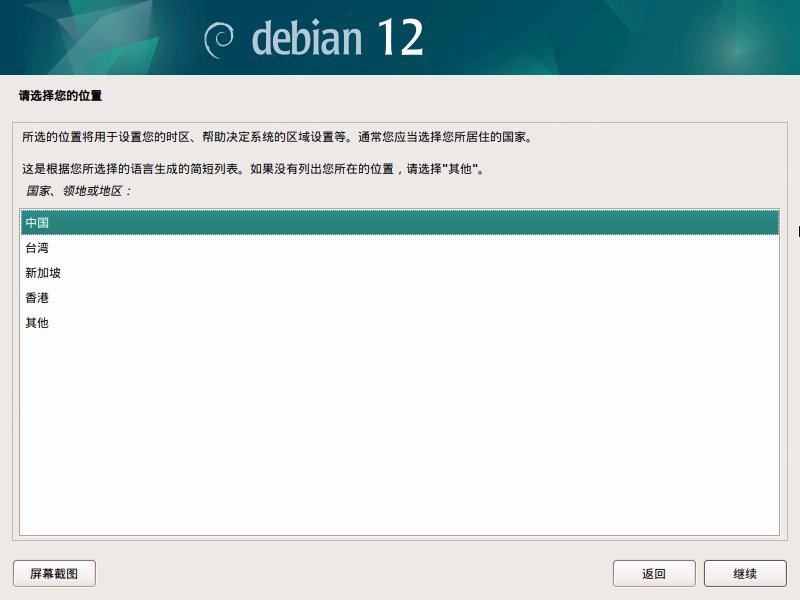 debian 12
请选择您的位置
所选的位置将用于设置您的时区、帮助决定系统的区域设置等。通常您应当选择您所居住的国家。
这是根据您所选择的语言生成的简短列表。如果没有列出您所在的位置，请选择"其他"。
国家、领地或地区：
中国
台湾
新加坡
香港
其他
屏幕截图
返回
继续